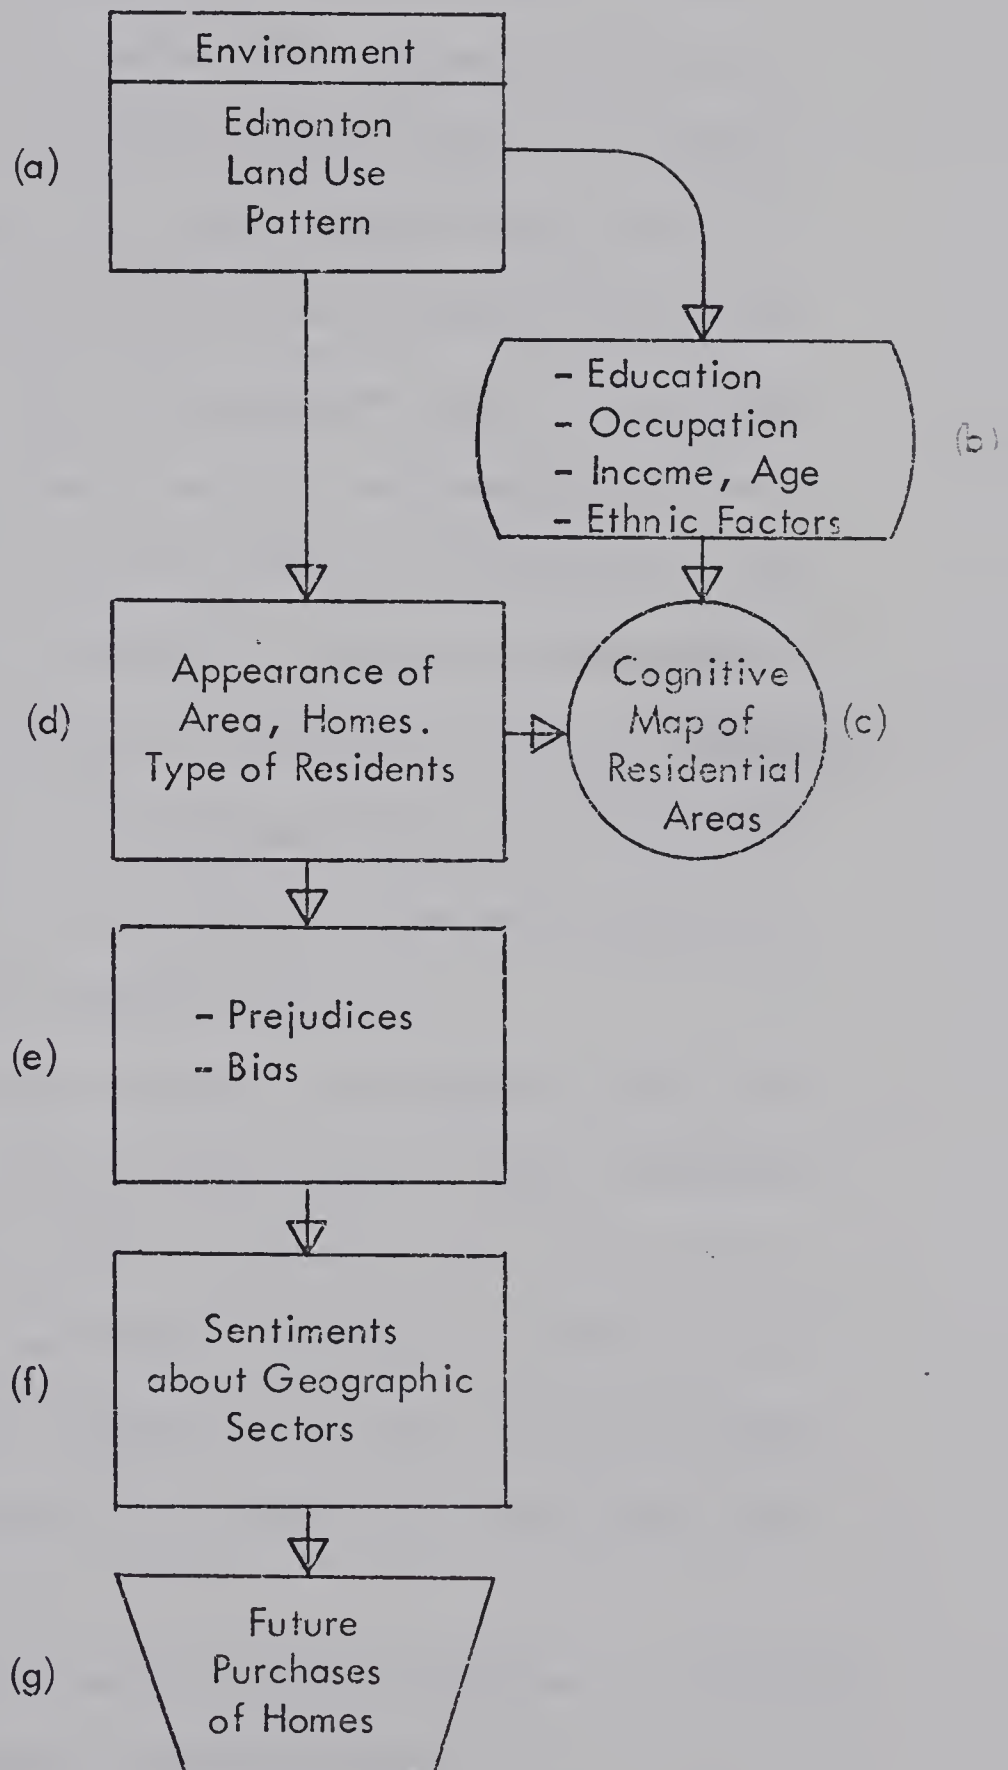 Environment
Edmonton
Land Use
Pattern
(a)
- Education
- Occupation
- Income, Age
- Ethnic Factors
(b)
Appearance of
Area, Homes.
Type of Residents
(d)
Cognitive
Map of
Residential
Areas
(c)
- Prejudices
- Bias
(e)
Sentiments
about Geographic
Sectors
(f)
Future
Purchases
of Homes
(g)